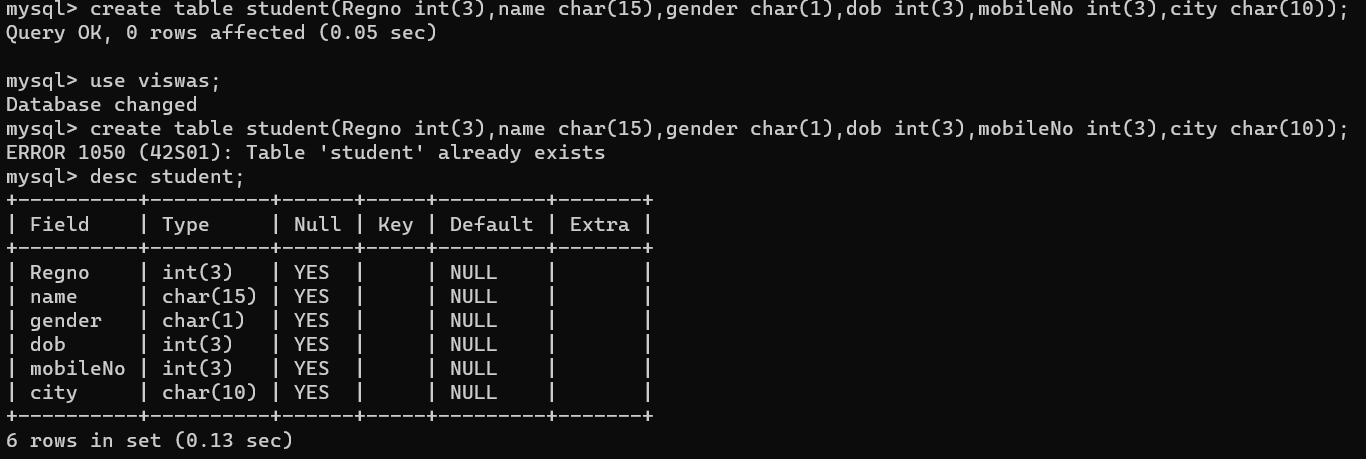 mysql> create table student(Regno int(3),name char(15),gender char(1),dob int(3),mobileNo int(3),city char(10));
Query OK, 0 rows affected (0.05 sec)

mysql> use viswas;
Database changed
mysql> create table student(Regno int(3),name char(15),gender char(1),dob int(3),mobileNo int(3),city char(10));
ERROR 1050 (42S01): Table 'student' already exists
mysql> desc student;
+----------+----------+------+-----+---------+-------+
| Field    | Type     | Null | Key | Default | Extra |
+----------+----------+------+-----+---------+-------+
| Regno    | int(3)   | YES  |     | NULL    |       |
| name     | char(15) | YES  |     | NULL    |       |
| gender   | char(1)  | YES  |     | NULL    |       |
| dob      | int(3)   | YES  |     | NULL    |       |
| mobileNo | int(3)   | YES  |     | NULL    |       |
| city     | char(10) | YES  |     | NULL    |       |
+----------+----------+------+-----+---------+-------+
6 rows in set (0.13 sec)